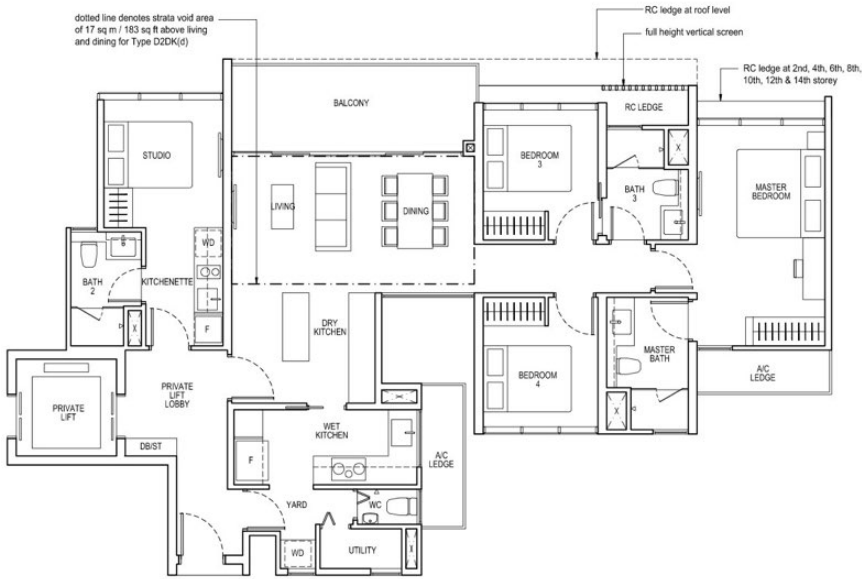 dotted line denotes strata void area
of 17 sq m / 183 sq ft above living
and dining for Type D2DK(d)
RC ledge at roof level
full height vertical screen
RC ledge at 2nd, 4th, 6th, 8th,
10th, 12th & 14th storey
BALCONY
RC LEDGE
STUDIO
BEDROOM
3
X
MASTER
BEDROOM
BATH
3
LIVING
DINING
WD
BATH
2
KITCHENETTE
F
X
DRY
KITCHEN
MASTER
BATH
BEDROOM
4
A/C
LEDGE
PRIVATE
LIFT
PRIVATE
LIFT
LOBBY
X
X
DB/ST
WET
KITCHEN
F
A/C
LEDGE
YARD
WC
WD
UTILITY
X